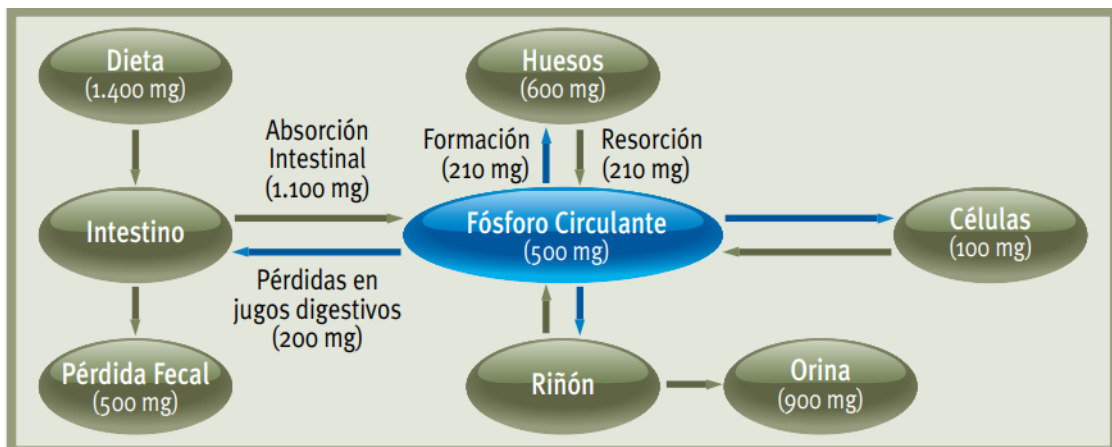 Dieta
(1.400 mg)
Huesos
(600 mg)
Absorción
Intestinal
(1.100 mg)
Formación
(210 mg)
Resorción
(210 mg)
Intestino
Fósforo Circulante
(500 mg)
Células
(100 mg)
Pérdidas en
jugos digestivos
(200 mg)
Pérdida Fecal
(500 mg)
Riñón
Orina
(900 mg)